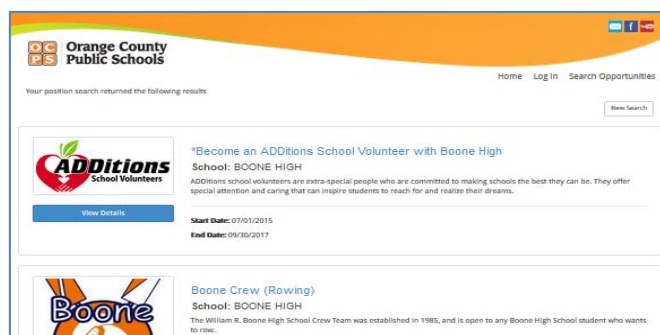 OC Orange County
PS Public Schools
Home Log In Search Opportunities
Your position search returned the following results
New Search
ADDitions
School Volunteers
View Details
*Become an ADDitions School Volunteer with Boone High
School: BOONE HIGH
ADDitions school volunteers are extra-special people who are committed to making schools the best they can be. They offer
special attention and caring that can inspire students to reach for and realize their dreams.
Start Date: 07/01/2015
End Date: 09/30/2017
Boone
Boone Crew (Rowing)
School: BOONE HIGH
The William R. Boone High School Crew Team was established in 1985, and is open to any Boone High School student who wants
to row.